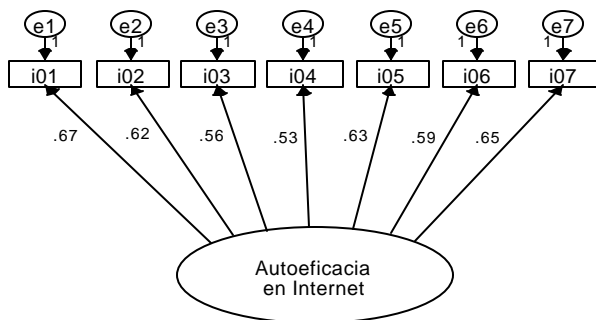 e1 e2 e3 e4 e5 e6 e7
1 1 1 1 1 1 1
i01 i02 i03 i04 i05 i06 i07
.67 .62 .56 .53 .63 .59 .65
Autoeficacia
en Internet